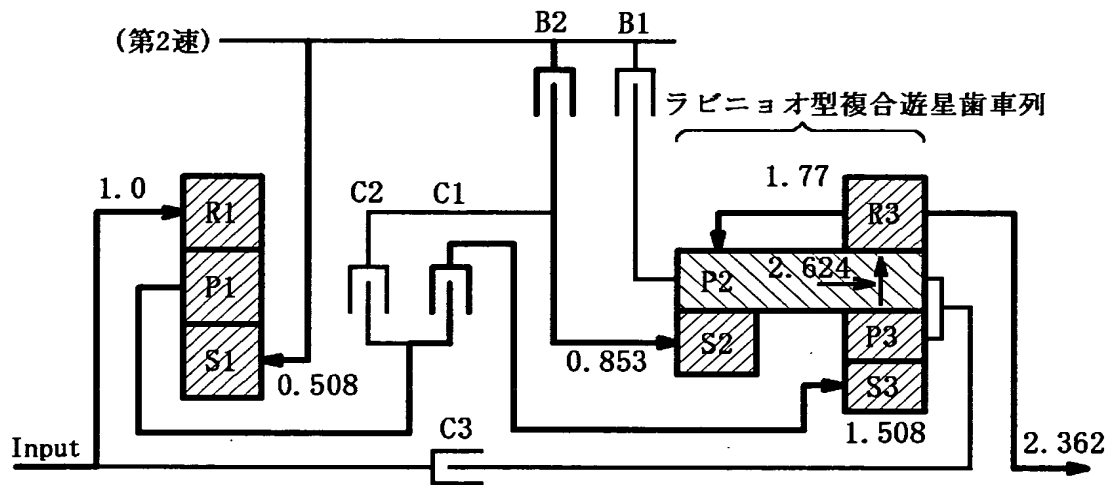 B2 B1
(第2速)
ラビニョオ型複合遊星歯車列
1.0 C2 C1 1.77
R1 R3
P1 P2 2.624
S1 S2 P3
0.508 0.853 S3
Input C3 1.508 2.362